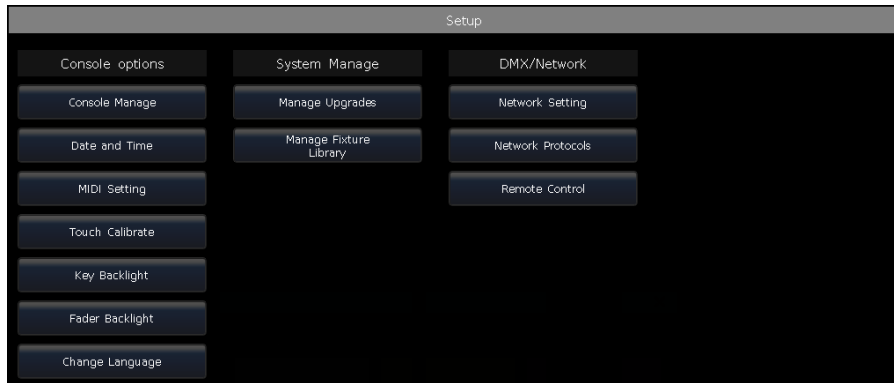 Setup
Console options
Console Manage
Date and Time
MIDI Setting
Touch Calibrate
Key Backlight
Fader Backlight
Change Language
System Manage
Manage Upgrades
Manage Fixture
Library
DMX/Network
Network Setting
Network Protocols
Remote Control